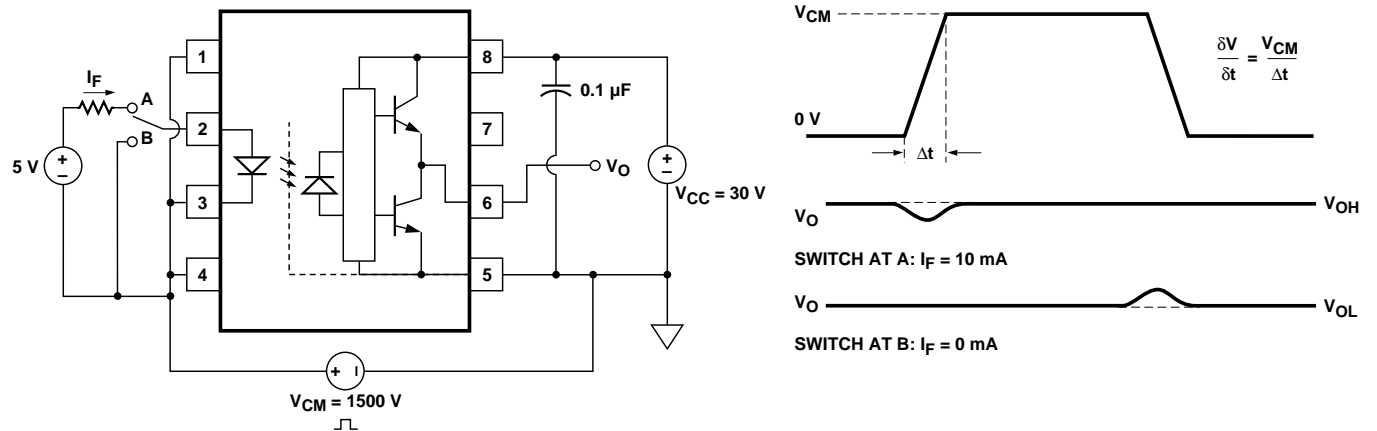 1
8
I_F
A
0.1 µF
2
7
B
5 V
+
–
V_O
+
–
3
6
V_CC = 30 V
4
5
+ –
V_CM = 1500 V
V_CM
δV/δt = V_CM/Δt
0 V
Δt
V_O
V_OH
SWITCH AT A: I_F = 10 mA
V_O
V_OL
SWITCH AT B: I_F = 0 mA